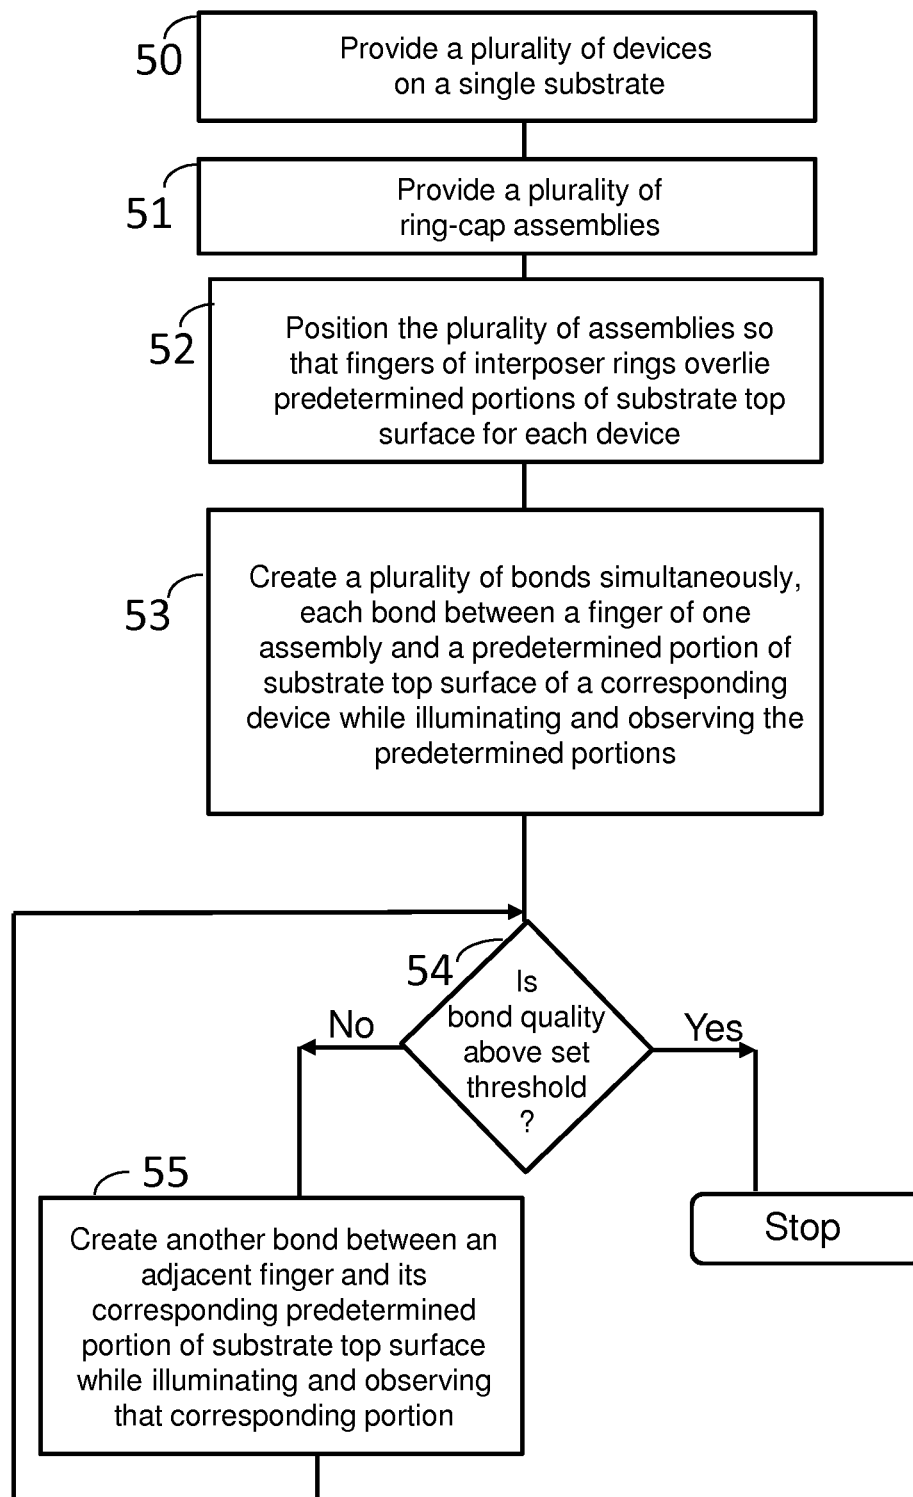 50
Provide a plurality of devices
on a single substrate
51
Provide a plurality of
ring-cap assemblies
52
Position the plurality of assemblies so
that fingers of interposer rings overlie
predetermined portions of substrate top
surface for each device
53
Create a plurality of bonds simultaneously,
each bond between a finger of one
assembly and a predetermined portion of
substrate top surface of a corresponding
device while illuminating and observing the
predetermined portions
54
Is
bond quality
above set
threshold
?
No
Yes
55
Create another bond between an
adjacent finger and its
corresponding predetermined
portion of substrate top surface
while illuminating and observing
that corresponding portion
Stop